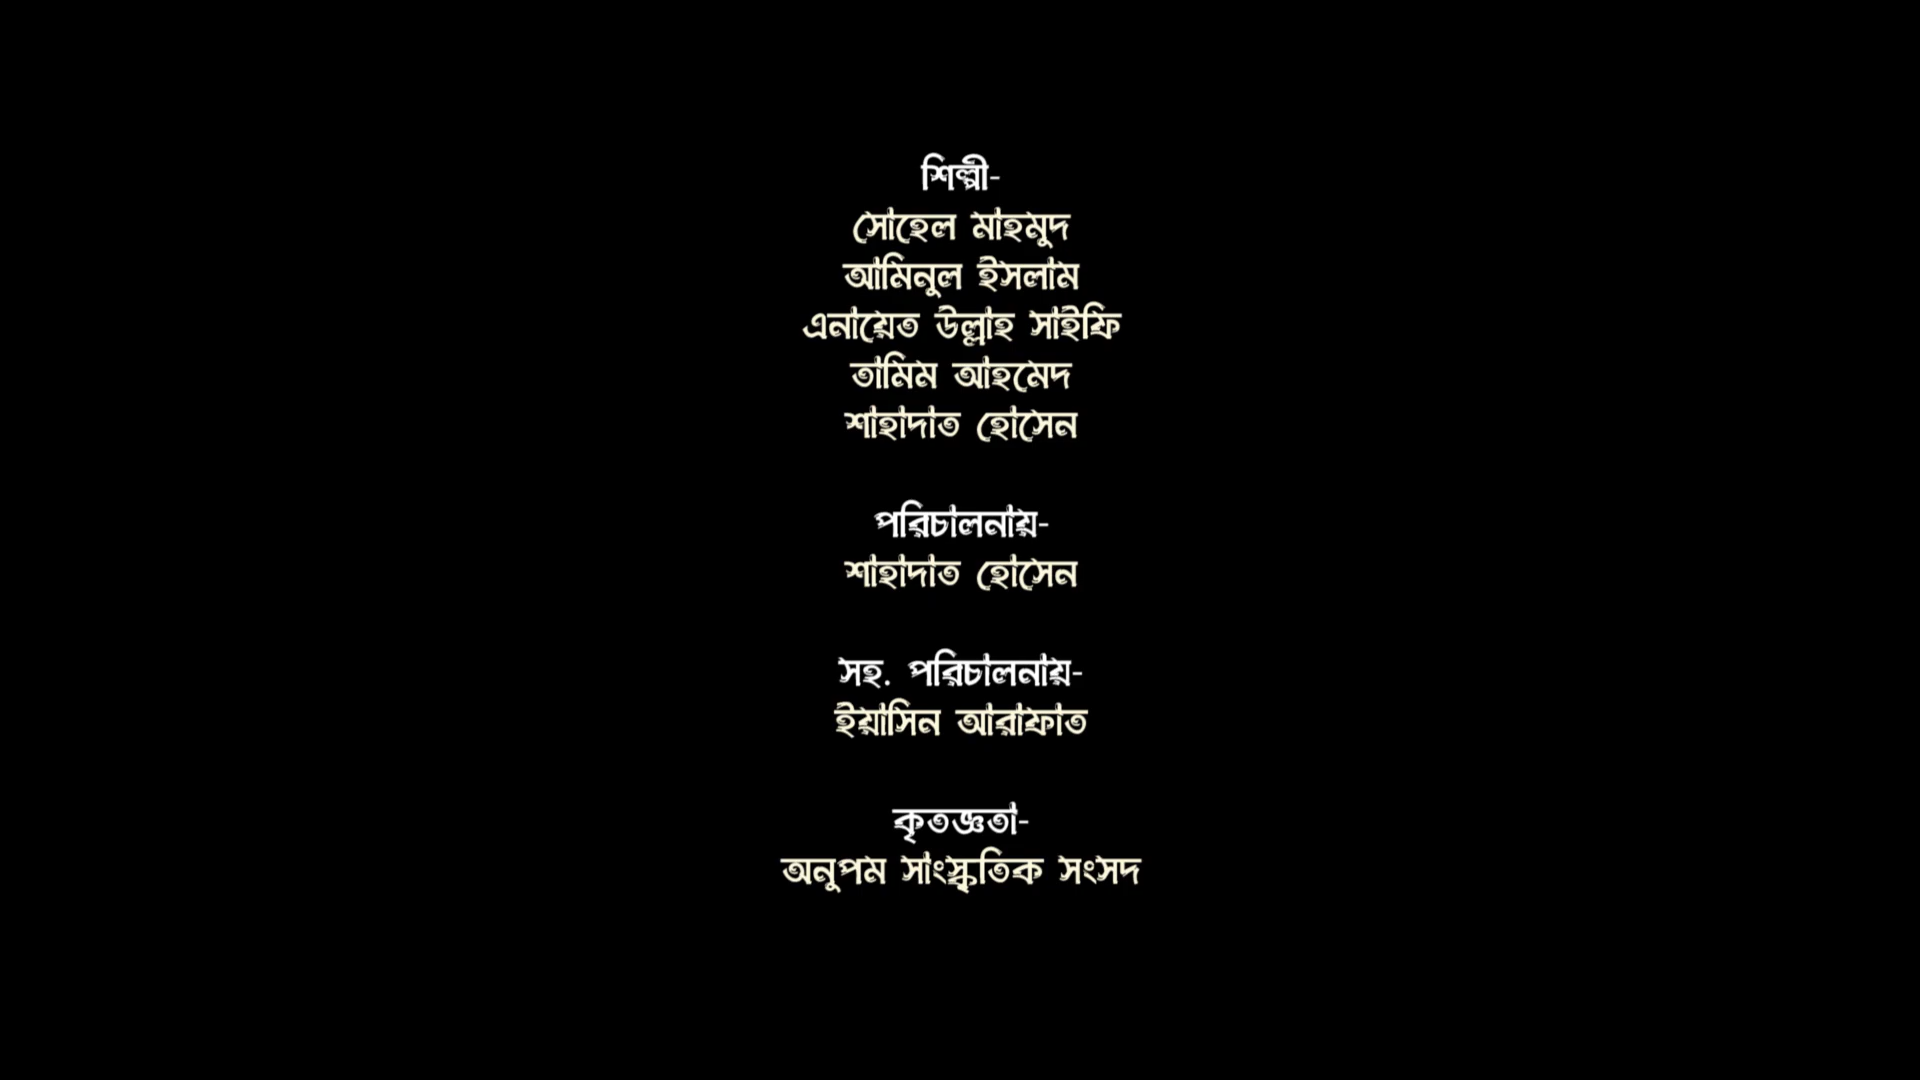 শিল্পী-
সোহেল মাহমুদ
আমিনুল ইসলাম
এনায়েত উল্লাহ সাইফি
তামিম আহমেদ
শাহাদাত হোসেন
পরিচালনায়-
শাহাদাত হোসেন
সহ. পরিচালনায়-
ইয়াসিন আরাফাত
কৃতজ্ঞতা-
অনুপম সাংস্কৃতিক সংসদ